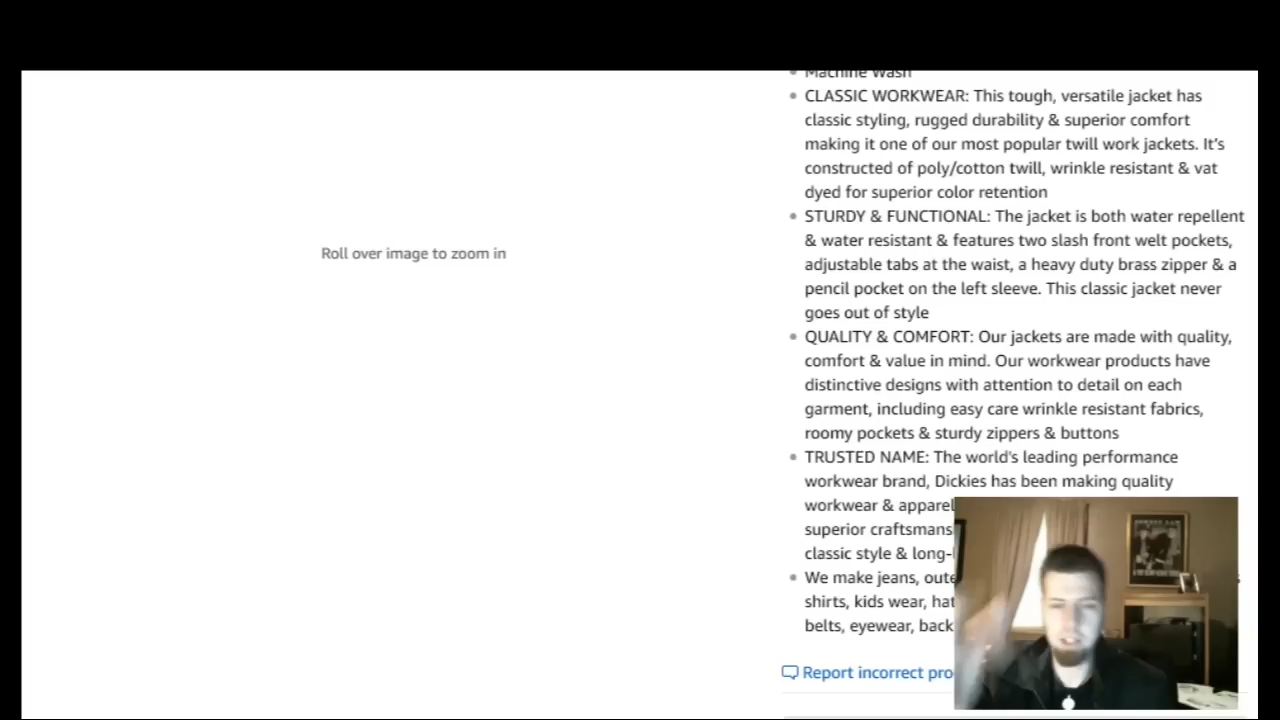 Machine Wash
CLASSIC WORKWEAR: This tough, versatile jacket has
classic styling, rugged durability & superior comfort
making it one of our most popular twill work jackets. It's
constructed of poly/cotton twill, wrinkle resistant & vat
dyed for superior color retention
STURDY & FUNCTIONAL: The jacket is both water repellent
& water resistant & features two slash front welt pockets,
adjustable tabs at the waist, a heavy duty brass zipper & a
pencil pocket on the left sleeve. This classic jacket never
goes out of style
Roll over image to zoom in
QUALITY & COMFORT: Our jackets are made with quality,
comfort & value in mind. Our workwear products have
distinctive designs with attention to detail on each
garment, including easy care wrinkle resistant fabrics,
roomy pockets & sturdy zippers & buttons
TRUSTED NAME: The world's leading performance
workwear brand, Dickies has been making quality
workwear & apparel
superior
classic style &
We make jeans,
shirts, kids wear,
belts, eyewear,
Report incorrect